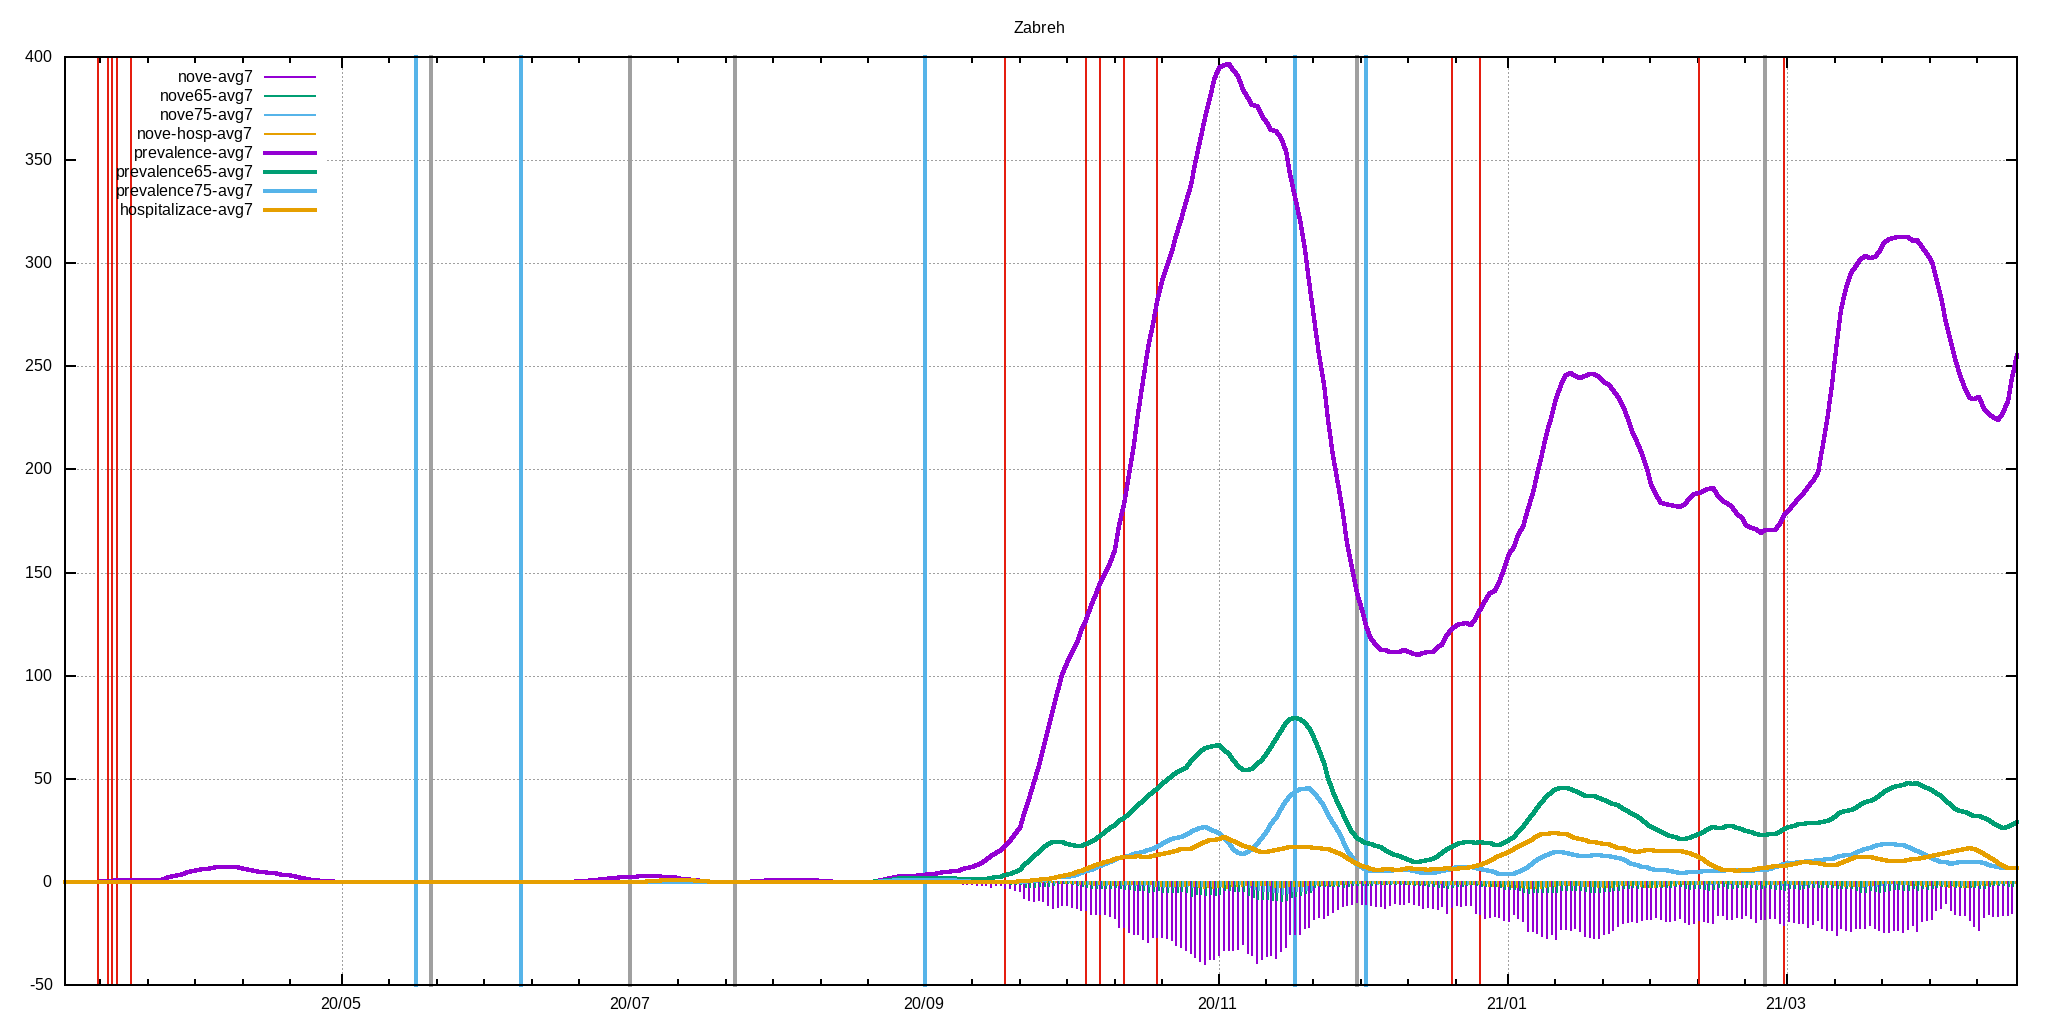 Zabreh
400
350
300
250
200
150
100
50
0
-50
nove-avg7
nove65-avg7
nove75-avg7
nove-hosp-avg7
prevalence-avg7
prevalence65-avg7
prevalence75-avg7
hospitalizace-avg7
20/05 20/07 20/09 20/11 21/01 21/03